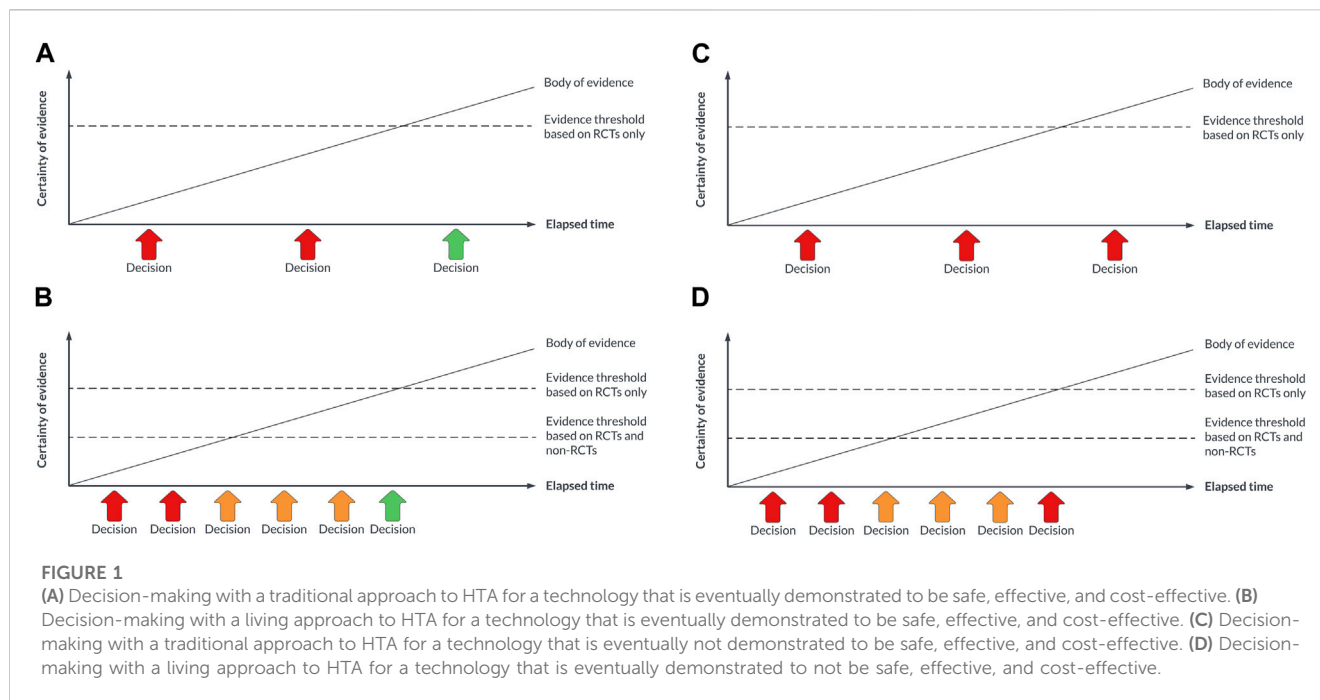 A
Certainty of evidence
Body of evidence
Evidence threshold
based on RCTs only
Elapsed time
Decision
Decision
Decision
C
Certainty of evidence
Body of evidence
Evidence threshold
based on RCTs only
Elapsed time
Decision
Decision
Decision
B
Certainty of evidence
Body of evidence
Evidence threshold
based on RCTs only
Evidence threshold
based on RCTs and
non-RCTs
Elapsed time
Decision
Decision
Decision
Decision
Decision
Decision
D
Certainty of evidence
Body of evidence
Evidence threshold
based on RCTs only
Evidence threshold
based on RCTs and
non-RCTs
Elapsed time
Decision
Decision
Decision
Decision
Decision
Decision
FIGURE 1
(A) Decision-making with a traditional approach to HTA for a technology that is eventually demonstrated to be safe, effective, and cost-effective. (B)
Decision-making with a living approach to HTA for a technology that is eventually demonstrated to be safe, effective, and cost-effective. (C) Decision-
making with a traditional approach to HTA for a technology that is eventually not demonstrated to be safe, effective, and cost-effective. (D) Decision-
making with a living approach to HTA for a technology that is eventually demonstrated to not be safe, effective, and cost-effective.